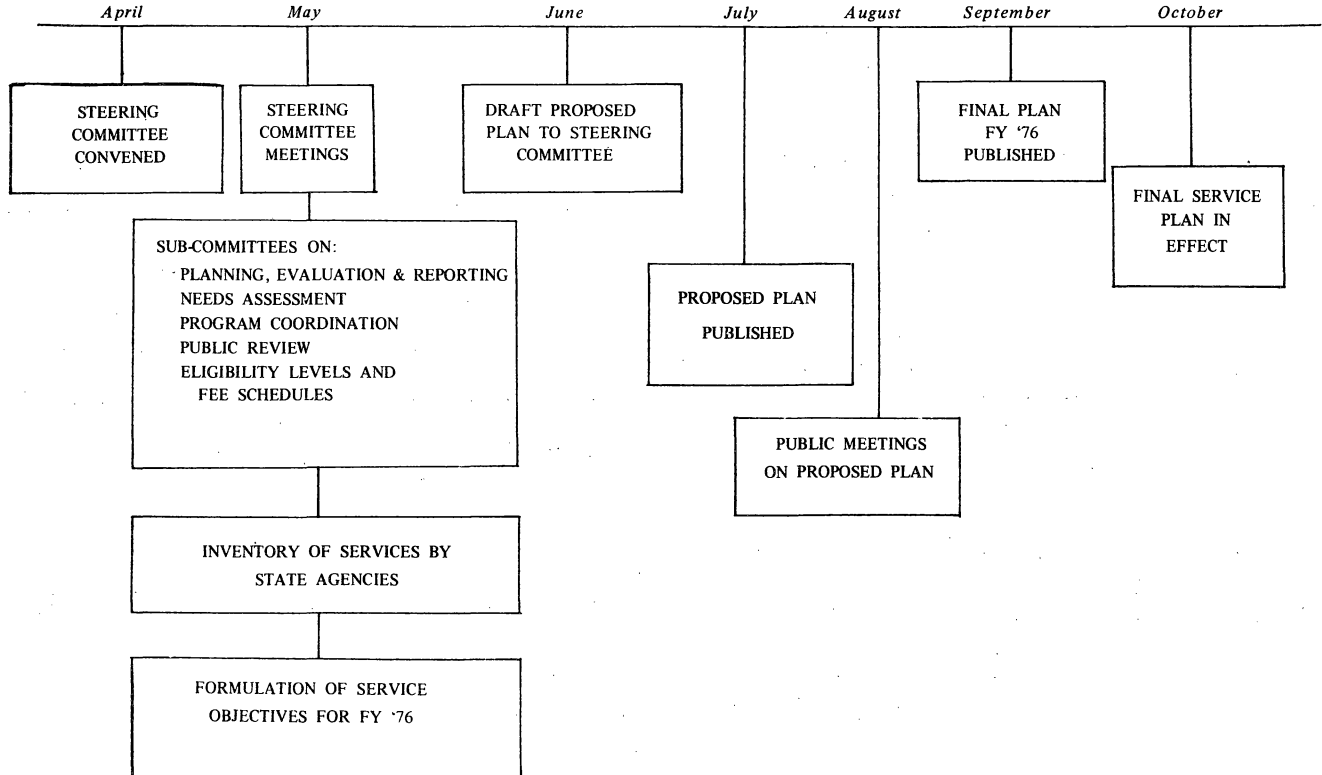 April May June July August September October
STEERING
COMMITTEE
CONVENED
STEERING
COMMITTEE
MEETINGS
SUB-COMMITTEES ON:
PLANNING, EVALUATION & REPORTING
NEEDS ASSESSMENT
PROGRAM COORDINATION
PUBLIC REVIEW
ELIGIBILITY LEVELS AND
FEE SCHEDULES
INVENTORY OF SERVICES BY
STATE AGENCIES
FORMULATION OF SERVICE
OBJECTIVES FOR FY '76
DRAFT PROPOSED
PLAN TO STEERING
COMMITTEE
PROPOSED PLAN
PUBLISHED
PUBLIC MEETINGS
ON PROPOSED PLAN
FINAL PLAN
FY '76
PUBLISHED
FINAL SERVICE
PLAN IN
EFFECT